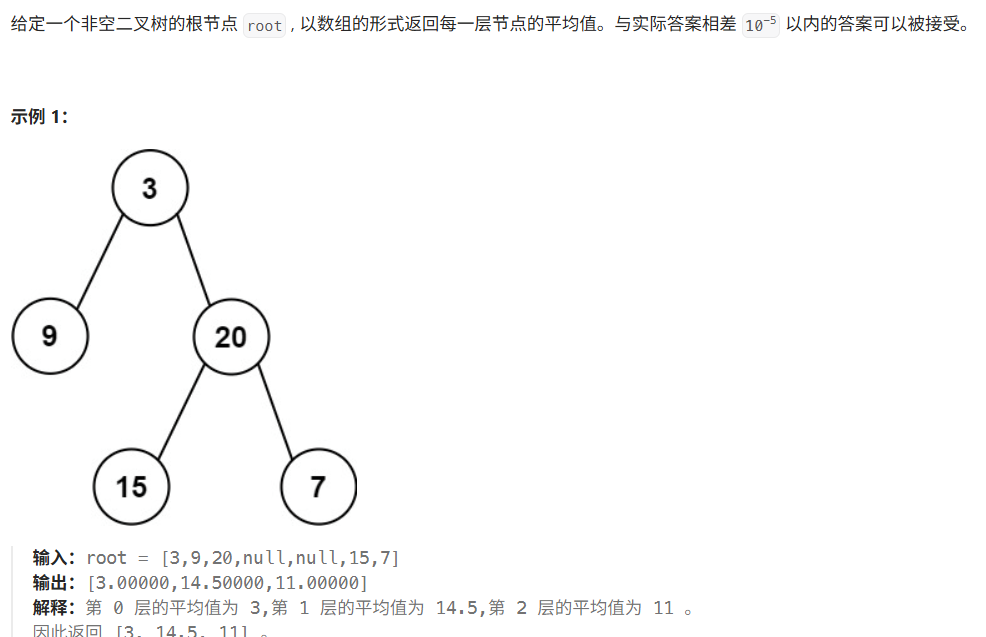 给定一个非空二叉树的根节点 root , 以数组的形式返回每一层节点的平均值。与实际答案相差 10⁻⁵ 以内的答案可以被接受。
示例 1：
3
9
20
15
7
输入：root = [3,9,20,null,null,15,7]
输出：[3.00000,14.50000,11.00000]
解释：第 0 层的平均值为 3,第 1 层的平均值为 14.5,第 2 层的平均值为 11 。
因此返回 [3, 14.5, 11] 。